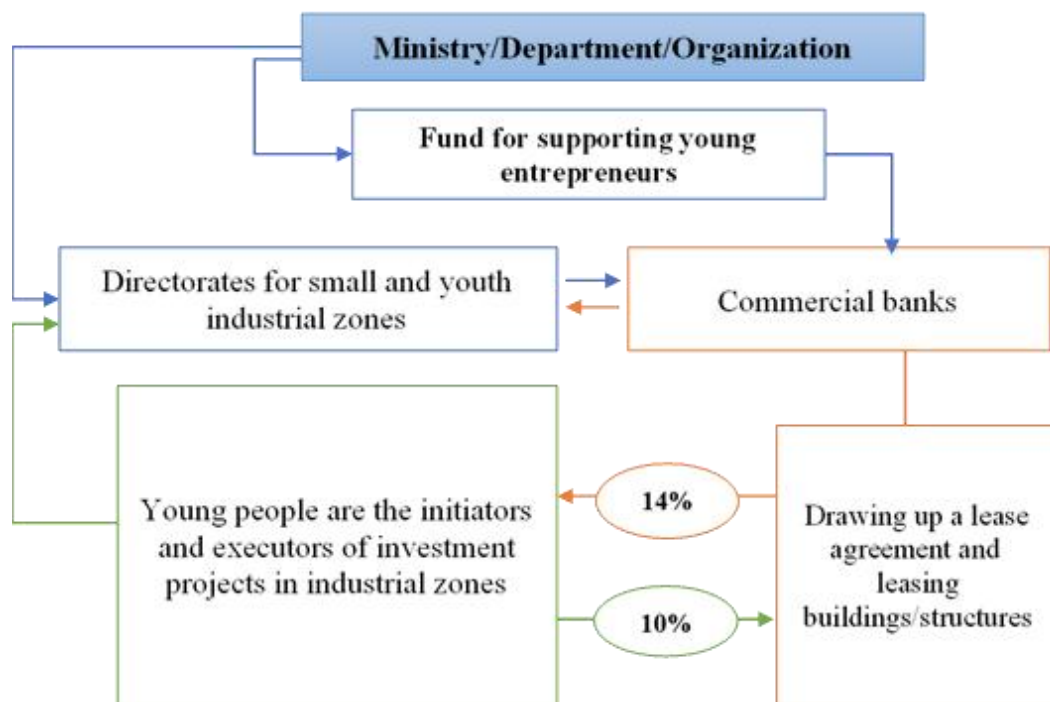 Ministry/Department/Organization
Fund for supporting young
entrepreneurs
Directorates for small and youth
industrial zones
Commercial banks
Young people are the initiators
and executors of investment
projects in industrial zones
14%
10%
Drawing up a lease
agreement and
leasing
buildings/structures